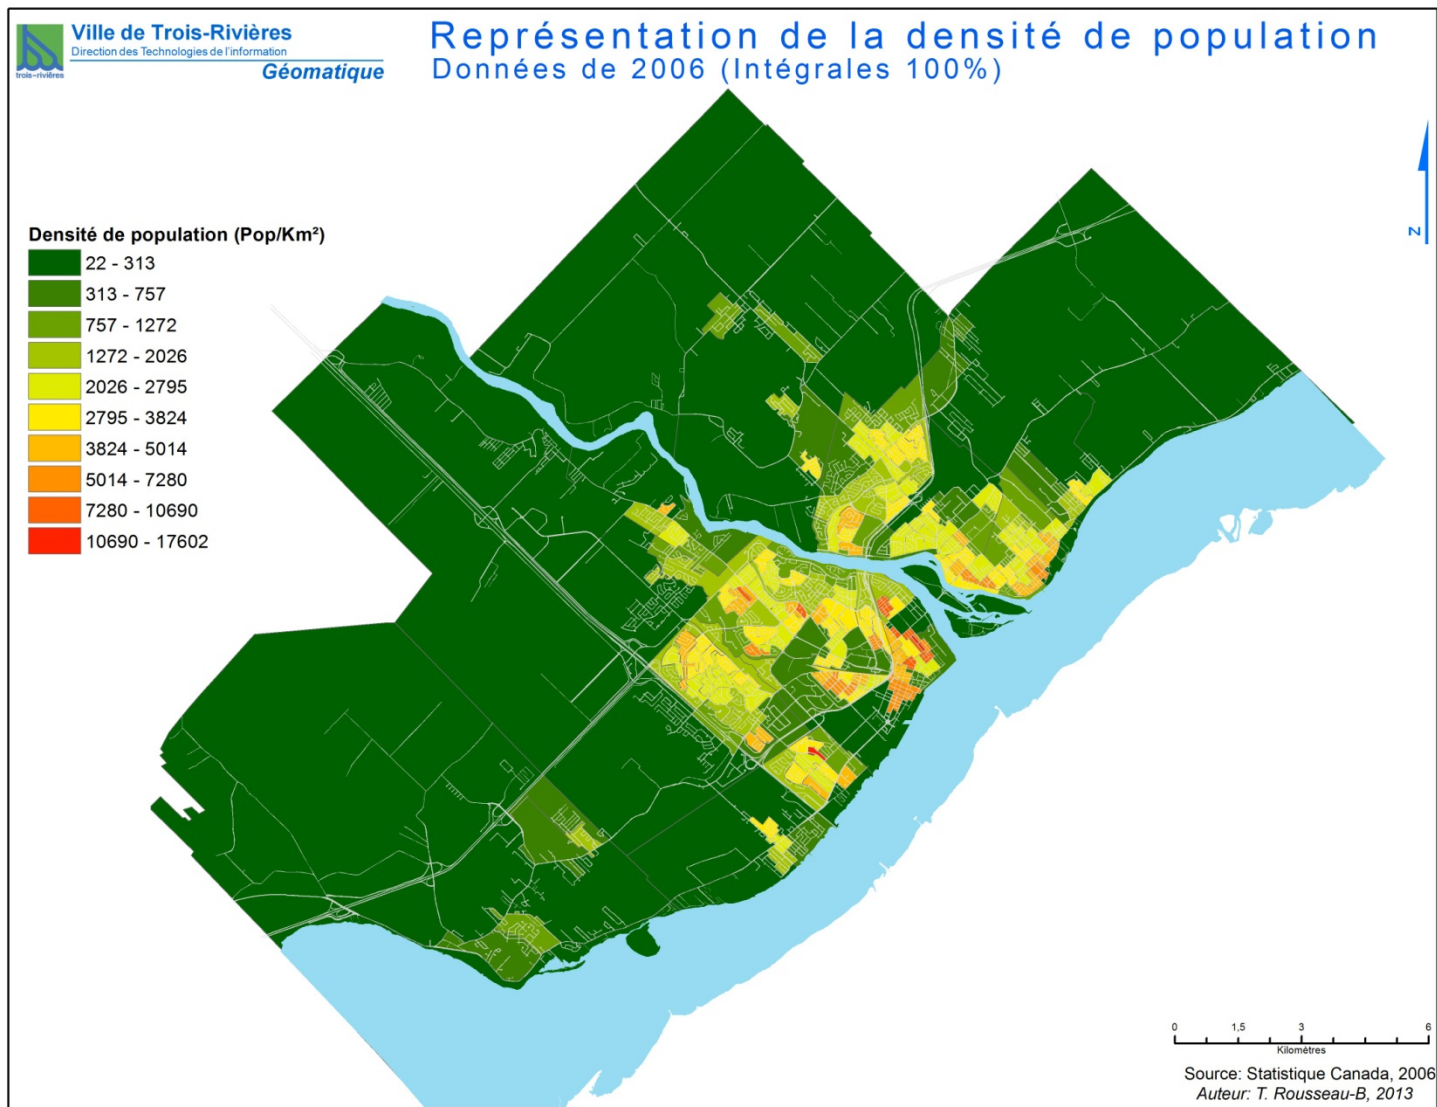 Ville de Trois-Rivières
Direction des Technologies de l'information
Géomatique
trois-rivières
Représentation de la densité de population
Données de 2006 (Intégrales 100%)
N
Densité de population (Pop/Km²)
22 - 313
313 - 757
757 - 1272
1272 - 2026
2026 - 2795
2795 - 3824
3824 - 5014
5014 - 7280
7280 - 10690
10690 - 17602
0 1,5 3 6
Kilomètres
Source: Statistique Canada, 2006
Auteur: T. Rousseau-B, 2013